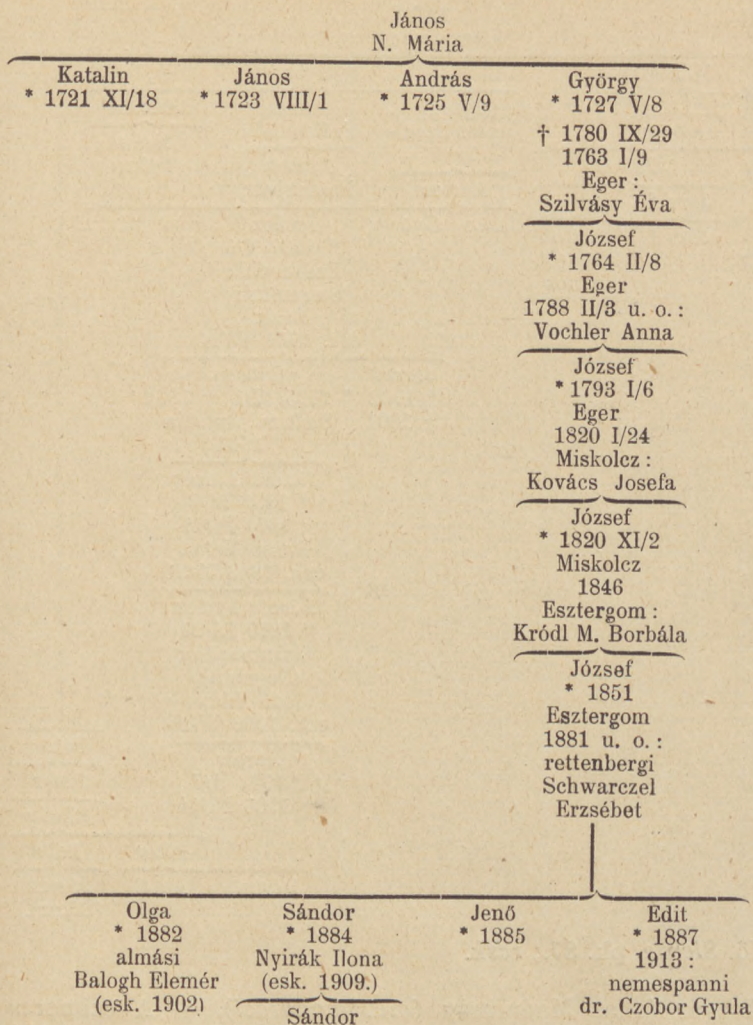 János
N. Mária
Katalin
* 1721 XI/18
János
* 1723 VIII/1
András
* 1725 V/9
György
* 1727 V/8
† 1780 IX/29
1763 I/9
Eger :
Szilvásy Éva
József
* 1764 II/8
Eger
1788 II/3 u. o. :
Vochler Anna
József
* 1793 I/6
Eger
1820 I/24
Miskolcz :
Kovács Josefa
József
* 1820 XI/2
Miskolcz
1846
Esztergom :
Kródl M. Borbála
József
* 1851
Esztergom
1881 u. o. :
rettenbergi
Schwarczel
Erzsébet
Olga
* 1882
almási
Balogh Elemér
(esk. 1902)
Sándor
* 1884
Nyirák Ilona
(esk. 1909.)
Sándor
Jenő
* 1885
Edit
* 1887
1913 :
nemespanni
dr. Czobor Gyula